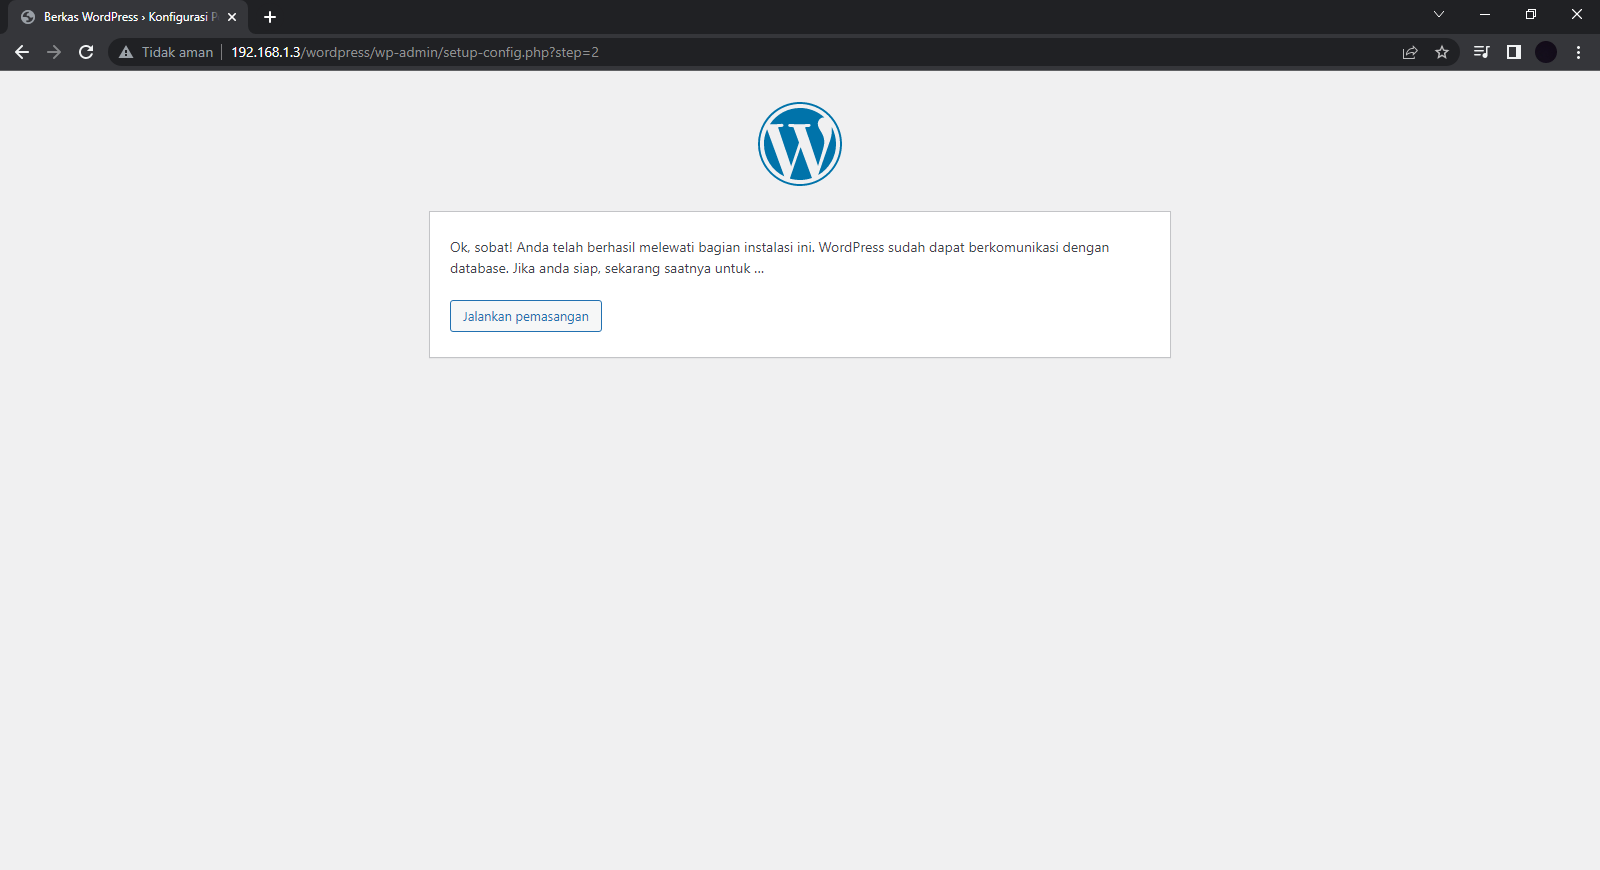 Berkas WordPress › Konfigurasi P
Tidak aman
192.168.1.3/wordpress/wp-admin/setup-config.php?step=2
Ok, sobat! Anda telah berhasil melewati bagian instalasi ini. WordPress sudah dapat berkomunikasi dengan
database. Jika anda siap, sekarang saatnya untuk …
Jalankan pemasangan